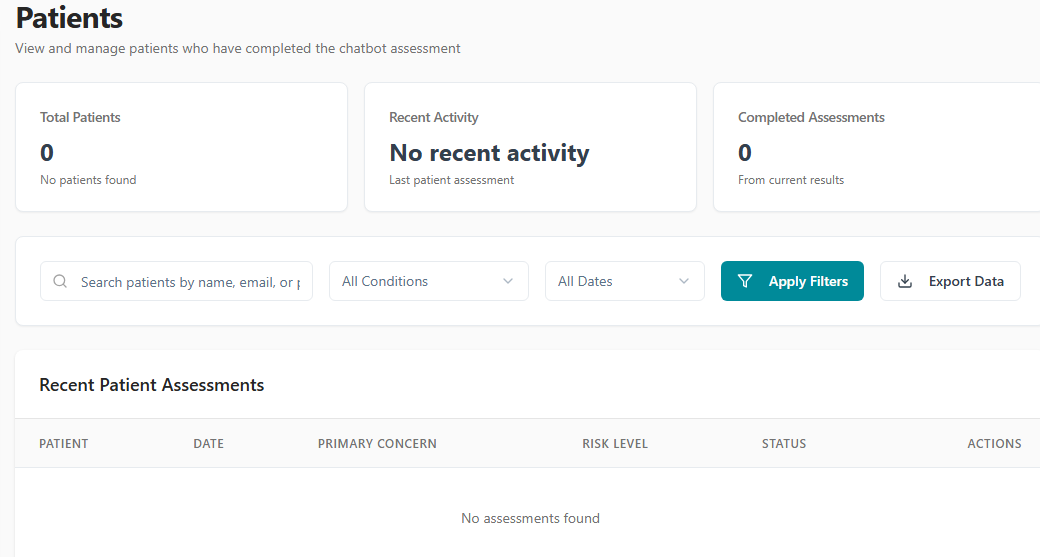 Patients
View and manage patients who have completed the chatbot assessment
Total Patients
0
No patients found
Recent Activity
No recent activity
Last patient assessment
Completed Assessments
0
From current results
Search patients by name, email, or
All Conditions
All Dates
Apply Filters
Export Data
Recent Patient Assessments
PATIENT DATE PRIMARY CONCERN RISK LEVEL STATUS ACTIONS
No assessments found